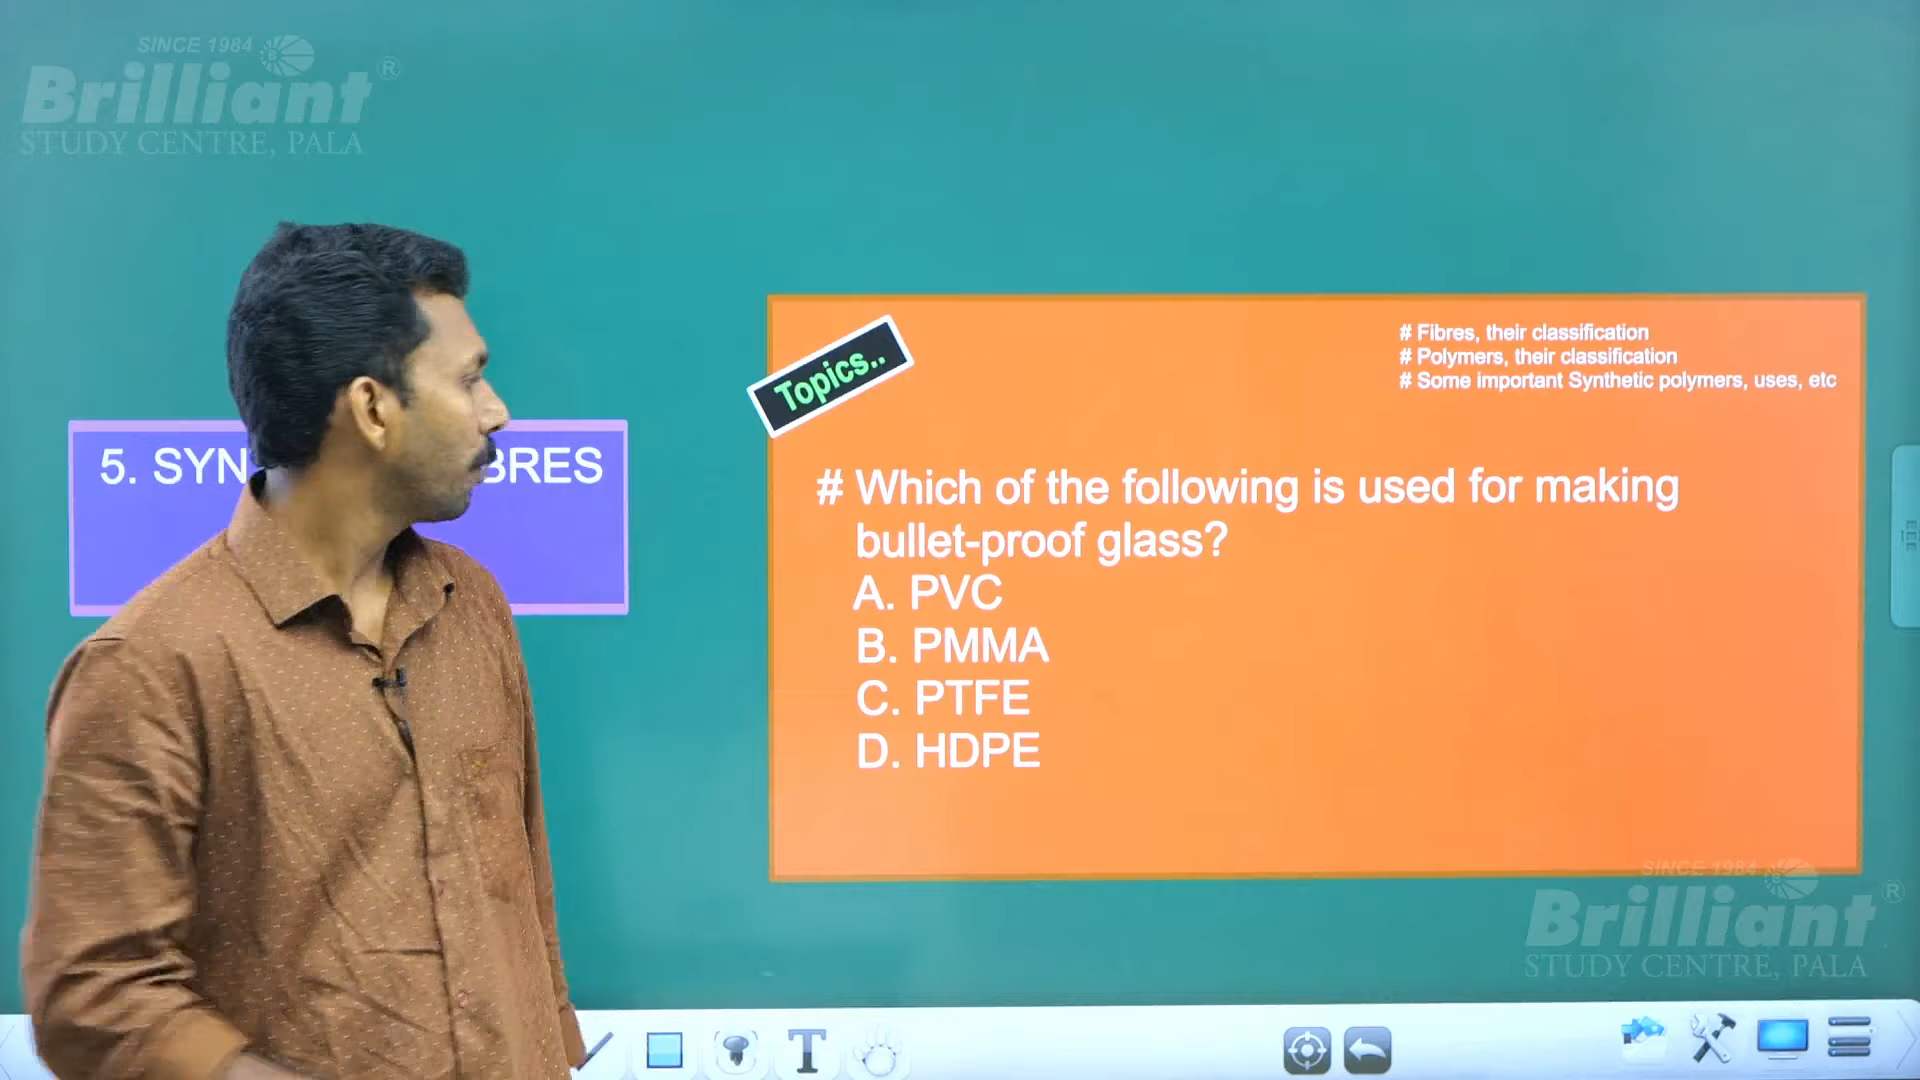 SINCE 1984
Brilliant ®
STUDY CENTRE, PALA
Topics..
# Fibres, their classification
# Polymers, their classification
# Some important Synthetic polymers, uses, etc
5. SYN BRES
# Which of the following is used for making
bullet-proof glass?
A. PVC
B. PMMA
C. PTFE
D. HDPE
SINCE 1984
Brilliant ®
STUDY CENTRE, PALA
T